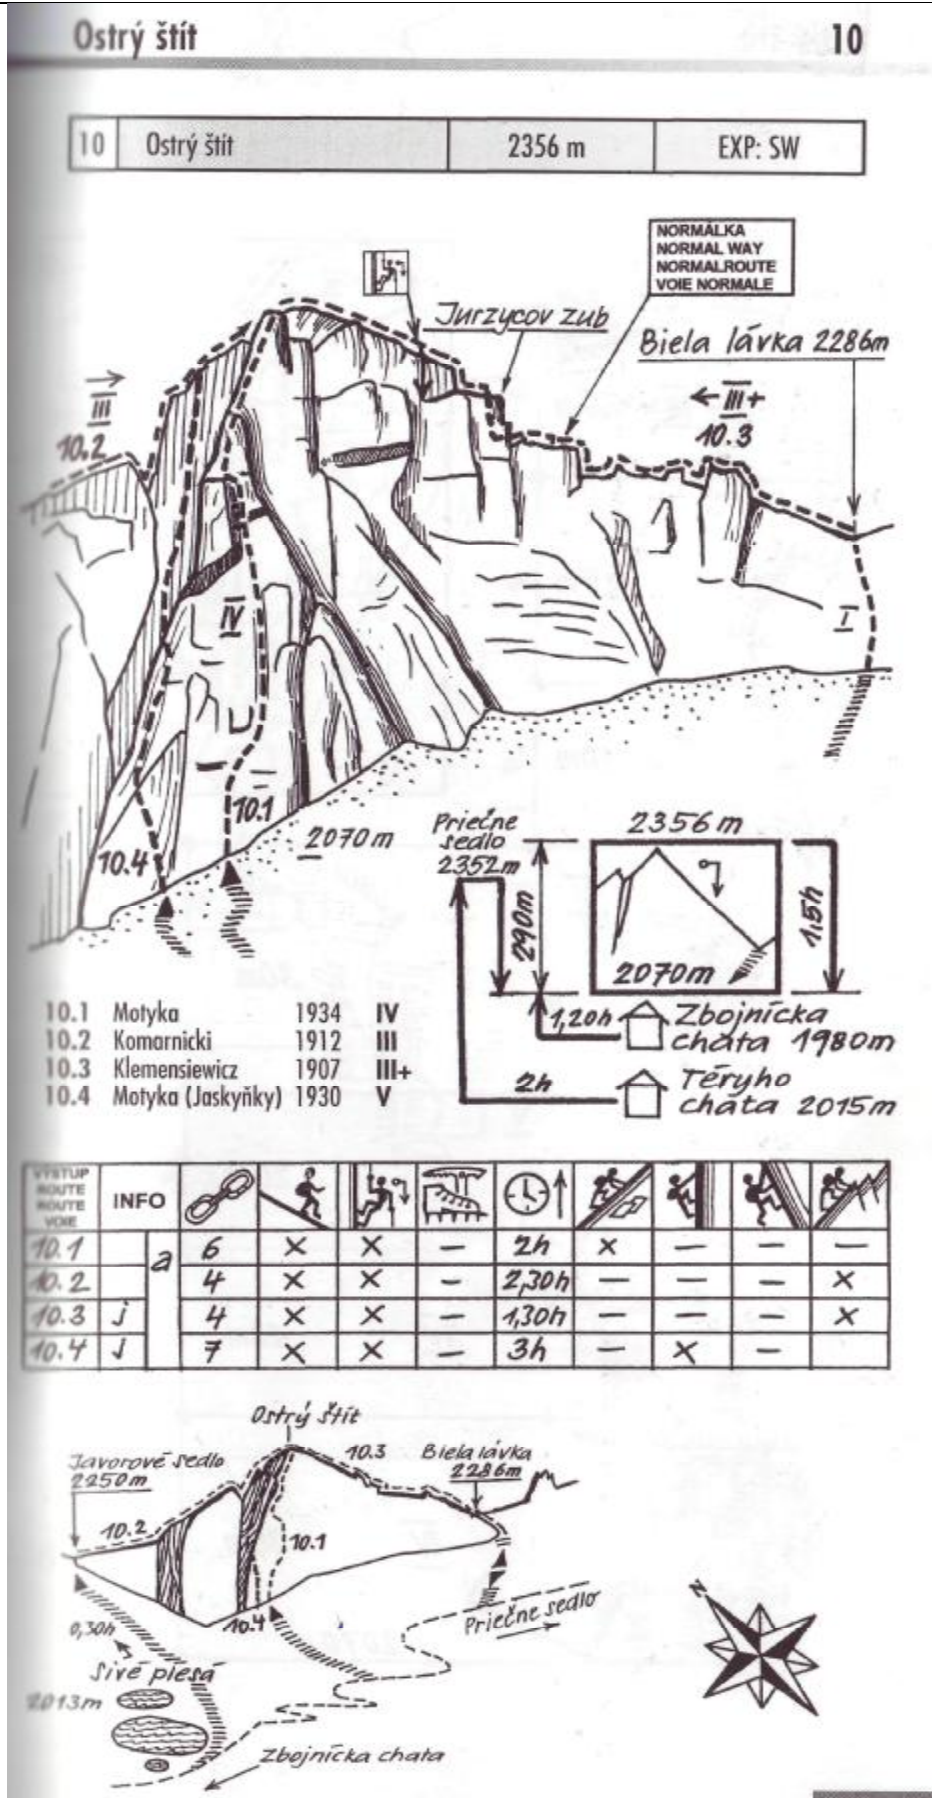 Ostrý štít 10
10 Ostrý štít 2356 m EXP: SW
NORMÁLKA
NORMAL WAY
NORMALROUTE
VOIE NORMALE
Jurzycov zub
Biela lávka 2286m
III
10.2
III+
10.3
IV
I
10.1
10.4
2070 m
Priečne
sedlo
2352m
2356 m
290m
1,5h
2070m
1,20h
Zbojnícka
chata 1980m
2h
Téryho
chata 2015m
10.1 Motyka 1934 IV
10.2 Komarnicki 1912 III
10.3 Klemensiewicz 1907 III+
10.4 Motyka (Jaskyňky) 1930 V
VÝSTUP
ROUTE
ROUTE
VOIE
INFO
10.1 a 6 × × – 2h × – – –
10.2 4 × × – 2,30h – – – ×
10.3 j 4 × × – 1,30h – – – ×
10.4 j 7 × × – 3h – × –
Ostrý štít
Javorové sedlo
2250m
10.3
Biela lávka
2286m
10.2
10.1
10.4
Priečne sedlo
0,30h
Sivé plesá
2013m
Zbojnícka chata
N